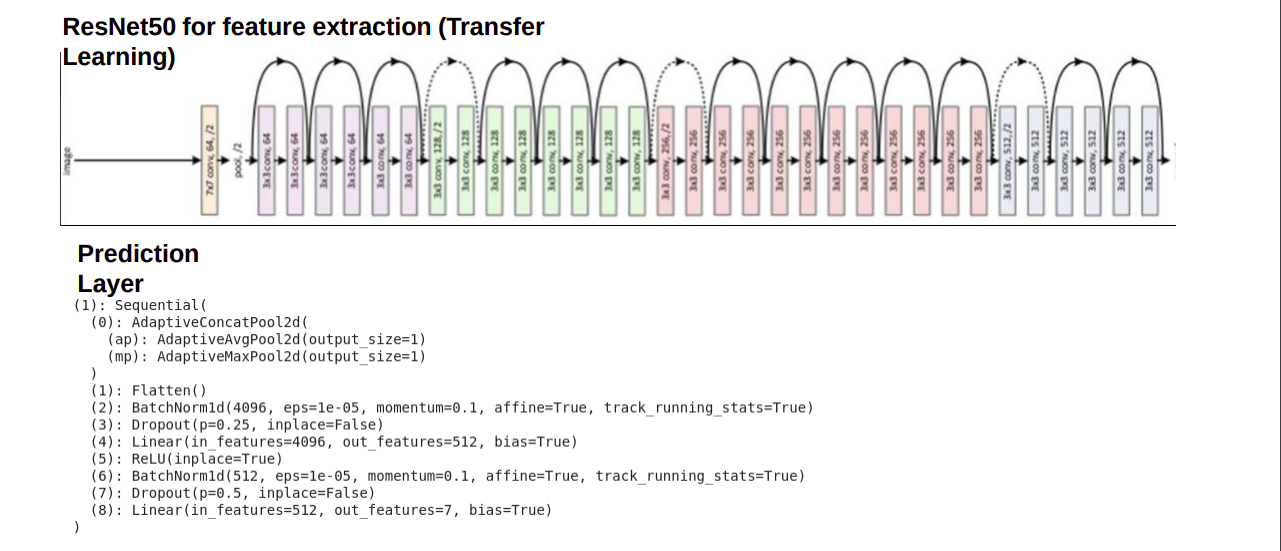 ResNet50 for feature extraction (Transfer
Learning)
image
7x7 conv, 64, /2
pool, /2
3x3 conv, 64
3x3 conv, 64
3x3 conv, 64
3x3 conv, 64
3x3 conv, 64
3x3 conv, 64
3x3 conv, 128, /2
3x3 conv, 128
3x3 conv, 128
3x3 conv, 128
3x3 conv, 128
3x3 conv, 128
3x3 conv, 128
3x3 conv, 128
3x3 conv, 256, /2
3x3 conv, 256
3x3 conv, 256
3x3 conv, 256
3x3 conv, 256
3x3 conv, 256
3x3 conv, 256
3x3 conv, 256
3x3 conv, 256
3x3 conv, 256
3x3 conv, 256
3x3 conv, 256
3x3 conv, 512, /2
3x3 conv, 512
3x3 conv, 512
3x3 conv, 512
3x3 conv, 512
3x3 conv, 512
Prediction
Layer
(1): Sequential(
(0): AdaptiveConcatPool2d(
(ap): AdaptiveAvgPool2d(output_size=1)
(mp): AdaptiveMaxPool2d(output_size=1)
)
(1): Flatten()
(2): BatchNorm1d(4096, eps=1e-05, momentum=0.1, affine=True, track_running_stats=True)
(3): Dropout(p=0.25, inplace=False)
(4): Linear(in_features=4096, out_features=512, bias=True)
(5): ReLU(inplace=True)
(6): BatchNorm1d(512, eps=1e-05, momentum=0.1, affine=True, track_running_stats=True)
(7): Dropout(p=0.5, inplace=False)
(8): Linear(in_features=512, out_features=7, bias=True)
)